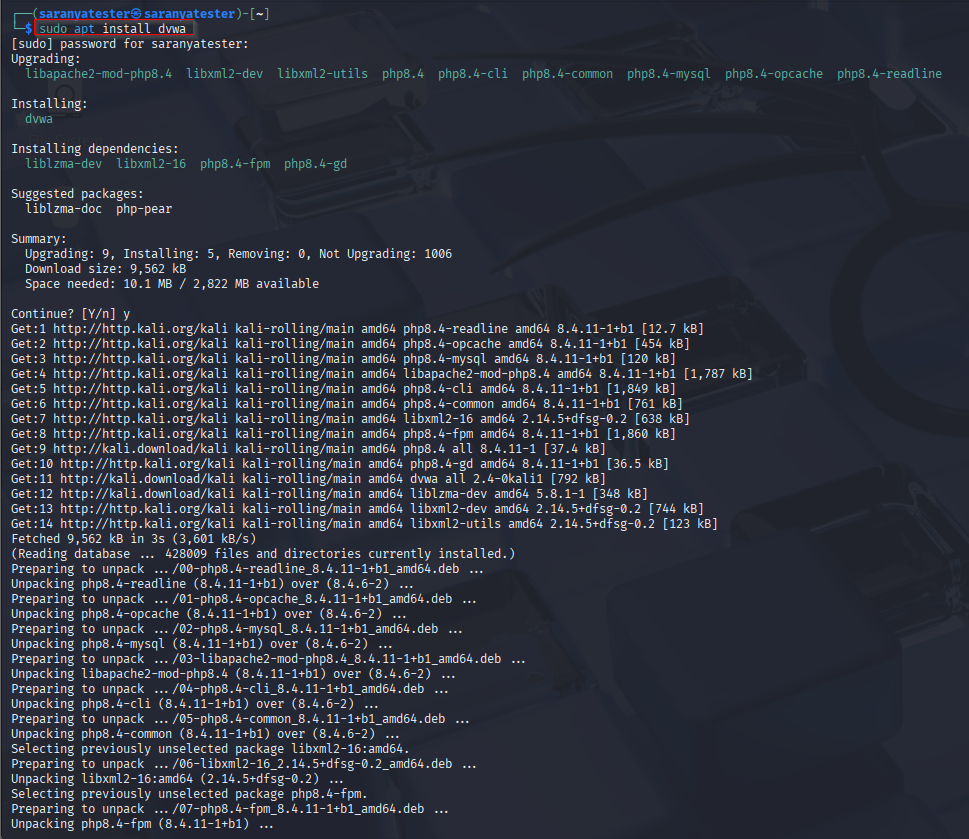 ┌──(saranyatester㉿saranyatester)-[~]
└─$ sudo apt install dvwa
[sudo] password for saranyatester:
Upgrading:
libapache2-mod-php8.4 libxml2-dev libxml2-utils php8.4 php8.4-cli php8.4-common php8.4-mysql php8.4-opcache php8.4-readline
Installing:
dvwa
Installing dependencies:
liblzma-dev libxml2-16 php8.4-fpm php8.4-gd
Suggested packages:
liblzma-doc php-pear
Summary:
Upgrading: 9, Installing: 5, Removing: 0, Not Upgrading: 1006
Download size: 9,562 kB
Space needed: 10.1 MB / 2,822 MB available
Continue? [Y/n] y
Get:1 http://http.kali.org/kali kali-rolling/main amd64 php8.4-readline amd64 8.4.11-1+b1 [12.7 kB]
Get:2 http://http.kali.org/kali kali-rolling/main amd64 php8.4-opcache amd64 8.4.11-1+b1 [454 kB]
Get:3 http://http.kali.org/kali kali-rolling/main amd64 php8.4-mysql amd64 8.4.11-1+b1 [120 kB]
Get:4 http://http.kali.org/kali kali-rolling/main amd64 libapache2-mod-php8.4 amd64 8.4.11-1+b1 [1,787 kB]
Get:5 http://http.kali.org/kali kali-rolling/main amd64 php8.4-cli amd64 8.4.11-1+b1 [1,849 kB]
Get:6 http://http.kali.org/kali kali-rolling/main amd64 php8.4-common amd64 8.4.11-1+b1 [761 kB]
Get:7 http://http.kali.org/kali kali-rolling/main amd64 libxml2-16 amd64 2.14.5+dfsg-0.2 [638 kB]
Get:8 http://http.kali.org/kali kali-rolling/main amd64 php8.4-fpm amd64 8.4.11-1+b1 [1,860 kB]
Get:9 http://kali.download/kali kali-rolling/main amd64 php8.4 all 8.4.11-1 [37.4 kB]
Get:10 http://http.kali.org/kali kali-rolling/main amd64 php8.4-gd amd64 8.4.11-1+b1 [36.5 kB]
Get:11 http://kali.download/kali kali-rolling/main amd64 dvwa all 2.4-0kali1 [792 kB]
Get:12 http://kali.download/kali kali-rolling/main amd64 liblzma-dev amd64 5.8.1-1 [348 kB]
Get:13 http://http.kali.org/kali kali-rolling/main amd64 libxml2-dev amd64 2.14.5+dfsg-0.2 [744 kB]
Get:14 http://http.kali.org/kali kali-rolling/main amd64 libxml2-utils amd64 2.14.5+dfsg-0.2 [123 kB]
Fetched 9,562 kB in 3s (3,601 kB/s)
(Reading database ... 428009 files and directories currently installed.)
Preparing to unpack .../00-php8.4-readline_8.4.11-1+b1_amd64.deb ...
Unpacking php8.4-readline (8.4.11-1+b1) over (8.4.6-2) ...
Preparing to unpack .../01-php8.4-opcache_8.4.11-1+b1_amd64.deb ...
Unpacking php8.4-opcache (8.4.11-1+b1) over (8.4.6-2) ...
Preparing to unpack .../02-php8.4-mysql_8.4.11-1+b1_amd64.deb ...
Unpacking php8.4-mysql (8.4.11-1+b1) over (8.4.6-2) ...
Preparing to unpack .../03-libapache2-mod-php8.4_8.4.11-1+b1_amd64.deb ...
Unpacking libapache2-mod-php8.4 (8.4.11-1+b1) over (8.4.6-2) ...
Preparing to unpack .../04-php8.4-cli_8.4.11-1+b1_amd64.deb ...
Unpacking php8.4-cli (8.4.11-1+b1) over (8.4.6-2) ...
Preparing to unpack .../05-php8.4-common_8.4.11-1+b1_amd64.deb ...
Unpacking php8.4-common (8.4.11-1+b1) over (8.4.6-2) ...
Selecting previously unselected package libxml2-16:amd64.
Preparing to unpack .../06-libxml2-16_2.14.5+dfsg-0.2_amd64.deb ...
Unpacking libxml2-16:amd64 (2.14.5+dfsg-0.2) ...
Selecting previously unselected package php8.4-fpm.
Preparing to unpack .../07-php8.4-fpm_8.4.11-1+b1_amd64.deb ...
Unpacking php8.4-fpm (8.4.11-1+b1) ...